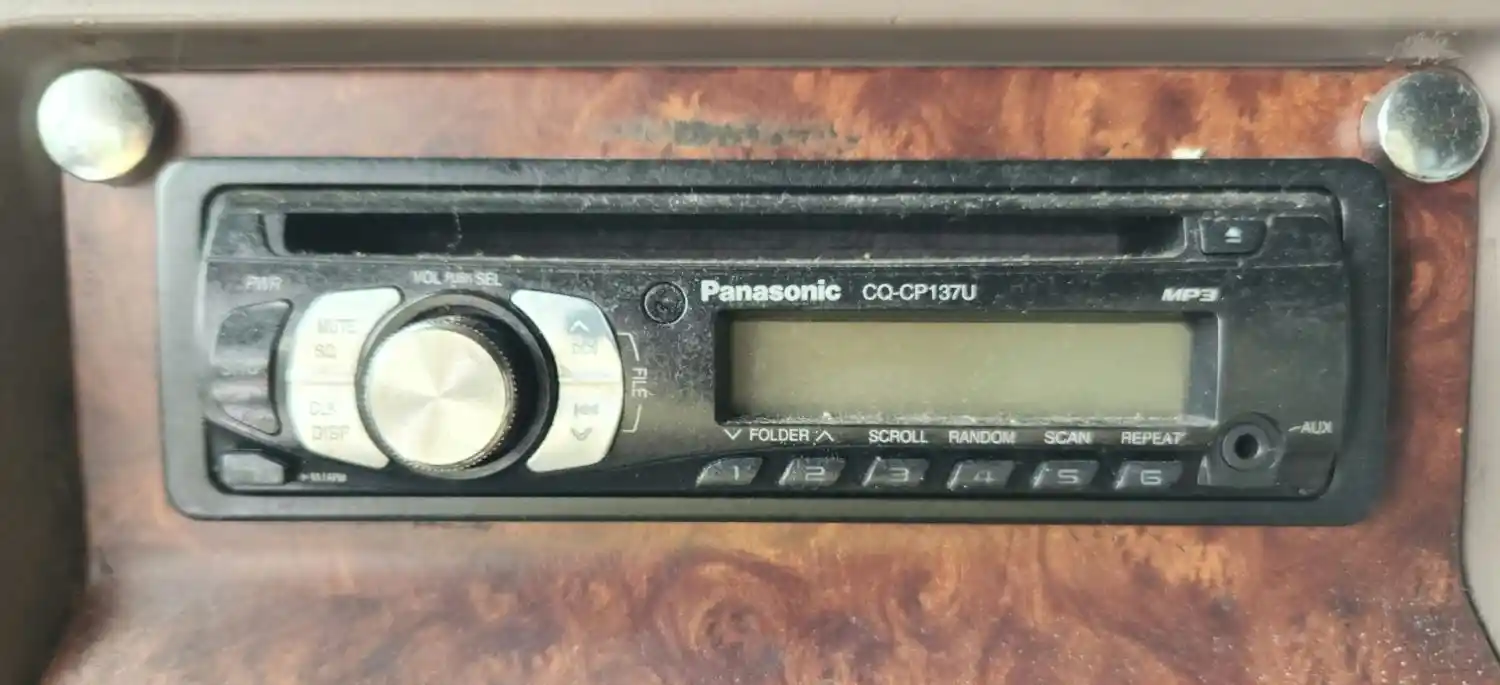 PWR
VOL PUSH SEL
MUTE
SQ
CLK
DISP
FILE
Panasonic CQ-CP137U
MP3
FOLDER
SCROLL
RANDOM
SCAN
REPEAT
AUX
1 2 3 4 5 6